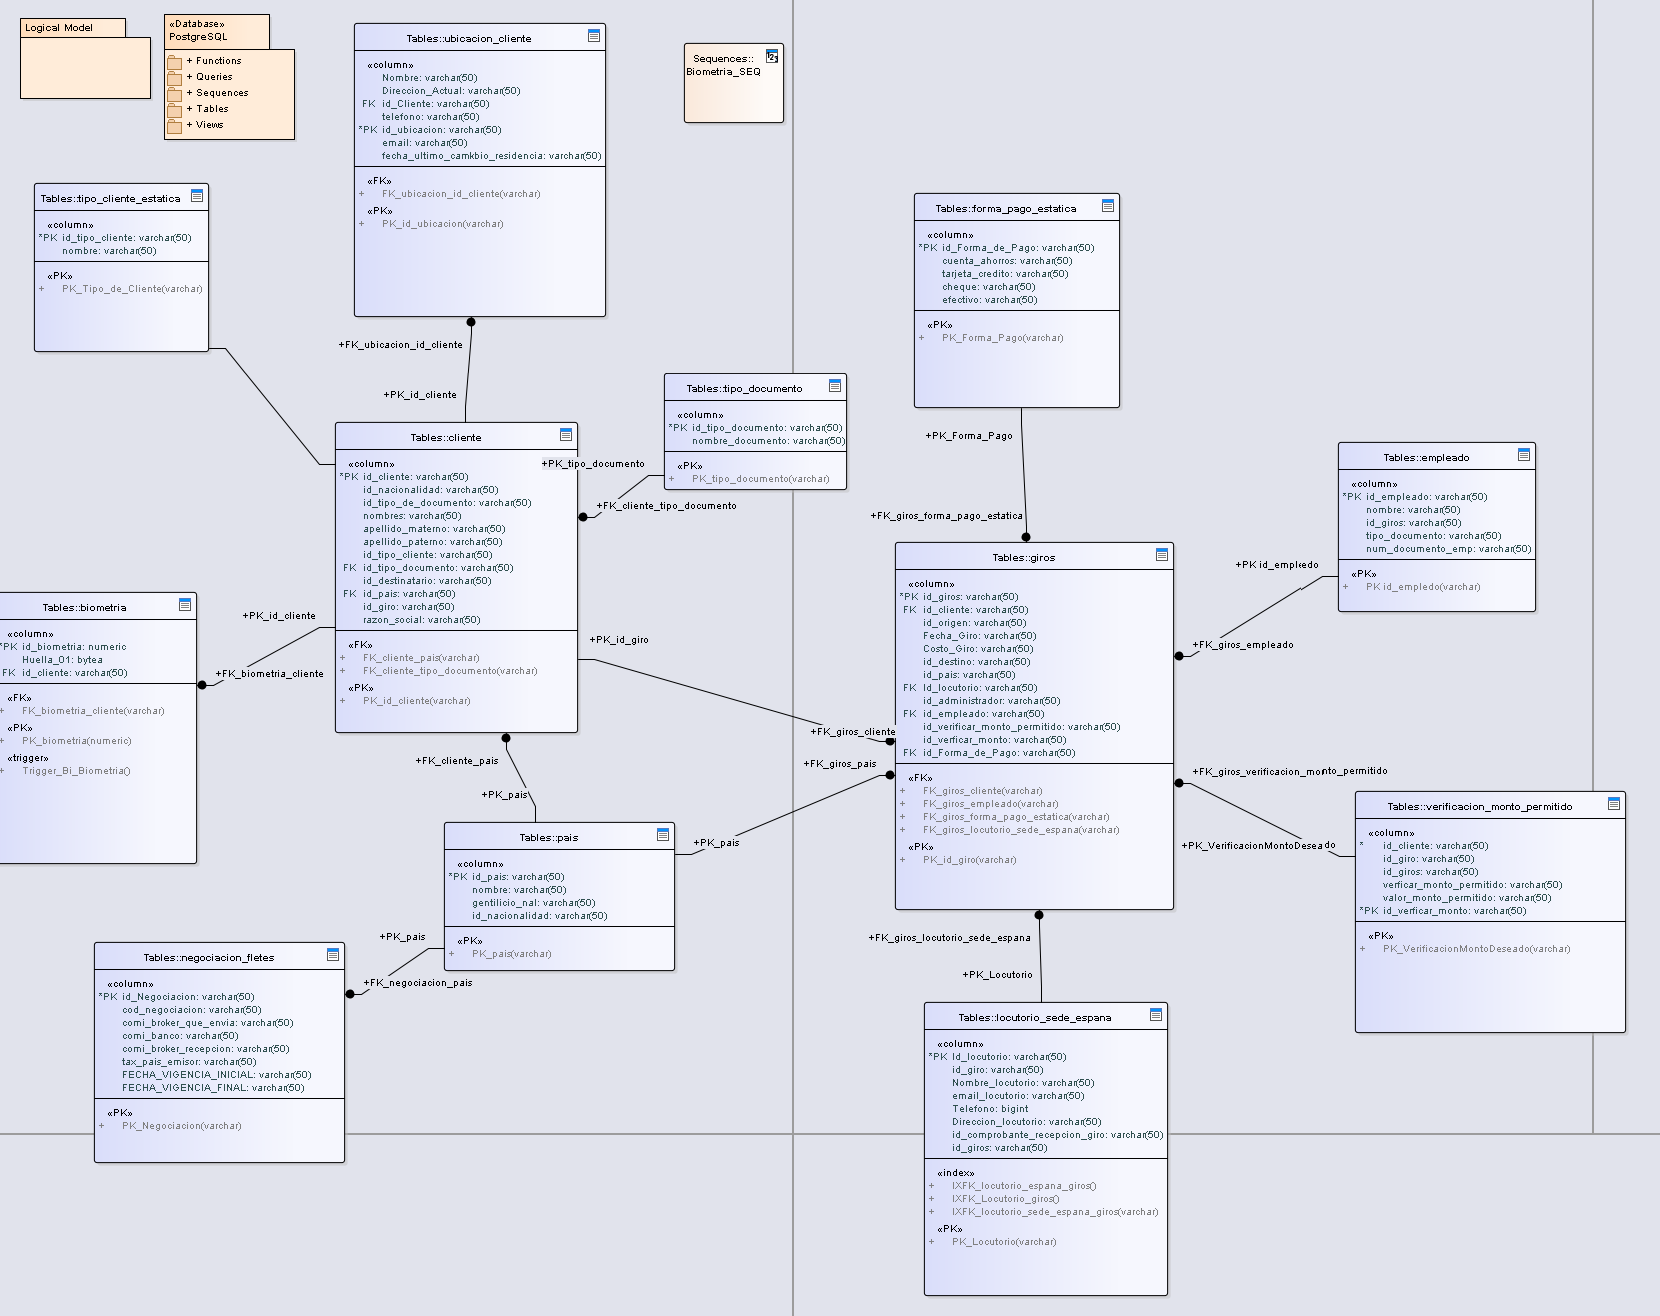 Logical Model
«Database»
PostgreSQL
+ Functions
+ Queries
+ Sequences
+ Tables
+ Views
Tables::ubicacion_cliente
«column»
Nombre: varchar(50)
Direccion_Actual: varchar(50)
FK id_Cliente: varchar(50)
telefono: varchar(50)
*PK id_ubicacion: varchar(50)
email: varchar(50)
fecha_ultimo_camkbio_residencia: varchar(50)
«FK»
+ FK_ubicacion_id_cliente(varchar)
«PK»
+ PK_id_ubicacion(varchar)
Sequences::
Biometria_SEQ
Tables::tipo_cliente_estatica
«column»
*PK id_tipo_cliente: varchar(50)
nombre: varchar(50)
«PK»
+ PK_Tipo_de_Cliente(varchar)
Tables::forma_pago_estatica
«column»
*PK id_Forma_de_Pago: varchar(50)
cuenta_ahorros: varchar(50)
tarjeta_credito: varchar(50)
cheque: varchar(50)
efectivo: varchar(50)
«PK»
+ PK_Forma_Pago(varchar)
+FK_ubicacion_id_cliente
+PK_id_cliente
Tables::tipo_documento
«column»
*PK id_tipo_documento: varchar(50)
nombre_documento: varchar(50)
«PK»
+ PK_tipo_documento(varchar)
+PK_tipo_documento
+FK_cliente_tipo_documento
+PK_Forma_Pago
+FK_giros_forma_pago_estatica
Tables::cliente
«column»
*PK id_cliente: varchar(50)
id_nacionalidad: varchar(50)
id_tipo_de_documento: varchar(50)
nombres: varchar(50)
apellido_materno: varchar(50)
apellido_paterno: varchar(50)
id_tipo_cliente: varchar(50)
FK id_tipo_documento: varchar(50)
id_destinatario: varchar(50)
FK id_pais: varchar(50)
id_giro: varchar(50)
razon_social: varchar(50)
«FK»
+ FK_cliente_pais(varchar)
+ FK_cliente_tipo_documento(varchar)
«PK»
+ PK_id_cliente(varchar)
Tables::empleado
«column»
*PK id_empleado: varchar(50)
nombre: varchar(50)
id_giros: varchar(50)
tipo_documento: varchar(50)
num_documento_emp: varchar(50)
«PK»
+ PK id_empledo(varchar)
+PK id_empledo
+FK_giros_empleado
Tables::giros
«column»
*PK id_giros: varchar(50)
FK id_cliente: varchar(50)
id_origen: varchar(50)
Fecha_Giro: varchar(50)
Costo_Giro: varchar(50)
id_destino: varchar(50)
id_pais: varchar(50)
FK Id_locutorio: varchar(50)
id_administrador: varchar(50)
FK id_empleado: varchar(50)
id_verificar_monto_permitido: varchar(50)
id_verficar_monto: varchar(50)
FK id_Forma_de_Pago: varchar(50)
«FK»
+ FK_giros_cliente(varchar)
+ FK_giros_empleado(varchar)
+ FK_giros_forma_pago_estatica(varchar)
+ FK_giros_locutorio_sede_espana(varchar)
«PK»
+ PK_id_giro(varchar)
Tables::biometria
«column»
*PK id_biometria: numeric
Huella_01: bytea
FK id_cliente: varchar(50)
«FK»
+ FK_biometria_cliente(varchar)
«PK»
+ PK_biometria(numeric)
«trigger»
+ Trigger_Bi_Biometria()
+PK_id_cliente
+FK_biometria_cliente
+PK_id_giro
+FK_giros_cliente
+FK_cliente_pais
+PK_pais
+FK_giros_pais
+PK_pais
+FK_giros_verificacion_monto_permitido
+PK_VerificacionMontoDeseado
Tables::verificacion_monto_permitido
«column»
* id_cliente: varchar(50)
id_giro: varchar(50)
id_giros: varchar(50)
verficar_monto_permitido: varchar(50)
valor_monto_permitido: varchar(50)
*PK id_verficar_monto: varchar(50)
«PK»
+ PK_VerificacionMontoDeseado(varchar)
Tables::pais
«column»
*PK id_pais: varchar(50)
nombre: varchar(50)
gentilicio_nal: varchar(50)
id_nacionalidad: varchar(50)
«PK»
+ PK_pais(varchar)
+PK_pais
+FK_negociacion_pais
Tables::negociacion_fletes
«column»
*PK id_Negociacion: varchar(50)
cod_negociacion: varchar(50)
comi_broker_que_envia: varchar(50)
comi_banco: varchar(50)
comi_broker_recepcion: varchar(50)
tax_pais_emisor: varchar(50)
FECHA_VIGENCIA_INICIAL: varchar(50)
FECHA_VIGENCIA_FINAL: varchar(50)
«PK»
+ PK_Negociacion(varchar)
+FK_giros_locutorio_sede_espana
+PK_Locutorio
Tables::locutorio_sede_espana
«column»
*PK Id_locutorio: varchar(50)
id_giro: varchar(50)
Nombre_locutorio: varchar(50)
email_locutorio: varchar(50)
Telefono: bigint
Direccion_locutorio: varchar(50)
id_comprobante_recepcion_giro: varchar(50)
id_giros: varchar(50)
«index»
+ IXFK_locutorio_espana_giros()
+ IXFK_Locutorio_giros()
+ IXFK_locutorio_sede_espana_giros(varchar)
«PK»
+ PK_Locutorio(varchar)